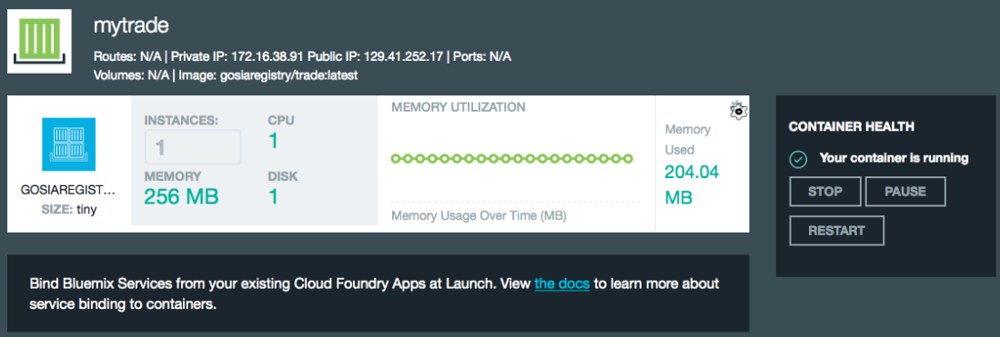 mytrade
Routes: N/A | Private IP: 172.16.38.91 Public IP: 129.41.252.17 | Ports: N/A
Volumes: N/A | Image: gosiaregistry/trade:latest
GOSIAREGIST...
SIZE: tiny
INSTANCES:
1
CPU
1
MEMORY
256 MB
DISK
1
MEMORY UTILIZATION
Memory Usage Over Time (MB)
Memory
Used
204.04
MB
CONTAINER HEALTH
Your container is running
STOP
PAUSE
RESTART
Bind Bluemix Services from your existing Cloud Foundry Apps at Launch. View the docs to learn more about
service binding to containers.